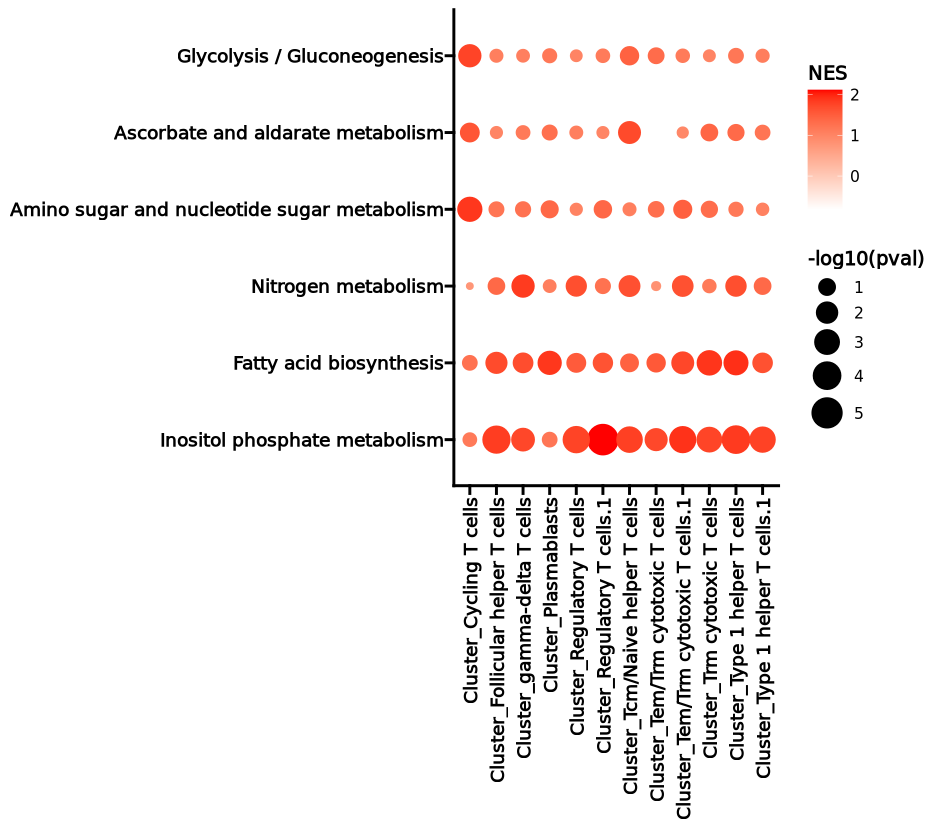 Glycolysis / Gluconeogenesis
Ascorbate and aldarate metabolism
Amino sugar and nucleotide sugar metabolism
Nitrogen metabolism
Fatty acid biosynthesis
Inositol phosphate metabolism
Cluster_Cycling T cells
Cluster_Follicular helper T cells
Cluster_gamma-delta T cells
Cluster_Plasmablasts
Cluster_Regulatory T cells
Cluster_Regulatory T cells.1
Cluster_Tcm/Naive helper T cells
Cluster_Tem/Trm cytotoxic T cells
Cluster_Tem/Trm cytotoxic T cells.1
Cluster_Trm cytotoxic T cells
Cluster_Type 1 helper T cells
Cluster_Type 1 helper T cells.1
NES
2
1
0
-log10(pval)
1
2
3
4
5